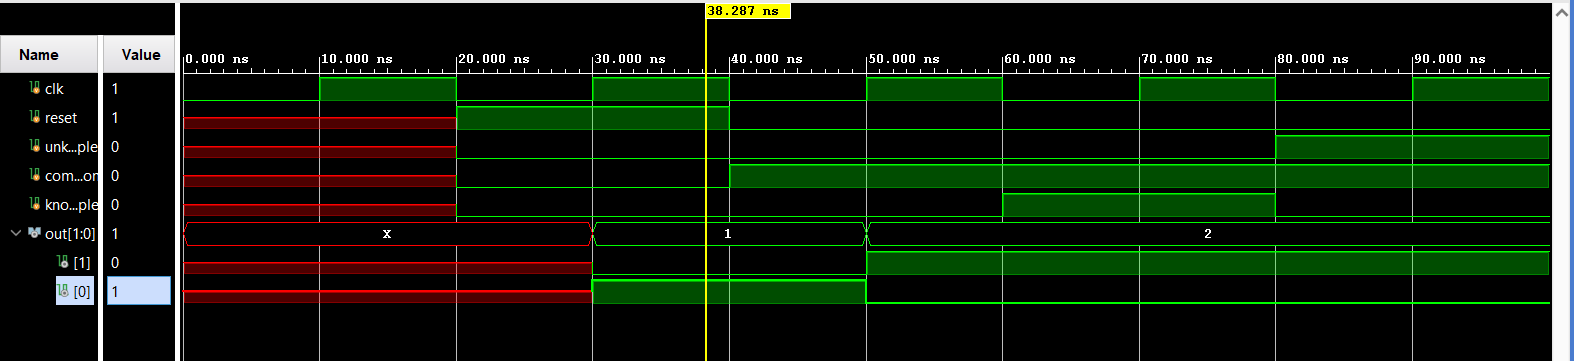 38.287 ns
Name Value
0.000 ns 10.000 ns 20.000 ns 30.000 ns 40.000 ns 50.000 ns 60.000 ns 70.000 ns 80.000 ns 90.000 ns
clk 1
reset 1
unk...ple 0
com...or 0
kno...ple 0
out[1:0] 1 X 1 2
[1] 0
[0] 1